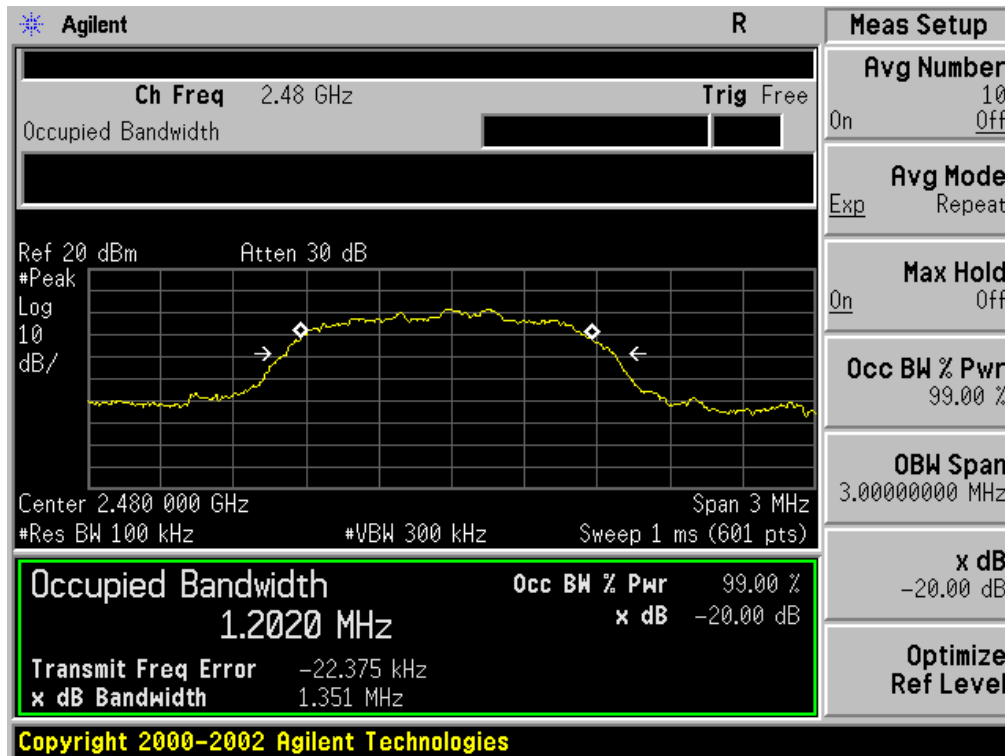 Agilent R Meas Setup
Avg Number
10
On Off
Ch Freq 2.48 GHz Trig Free
Occupied Bandwidth
Avg Mode
Exp Repeat
Ref 20 dBm Atten 30 dB
#Peak
Log
10
dB/
Max Hold
On Off
Occ BW % Pwr
99.00 %
OBW Span
3.00000000 MHz
Center 2.480 000 GHz Span 3 MHz
#Res BW 100 kHz #VBW 300 kHz Sweep 1 ms (601 pts)
x dB
-20.00 dB
Occupied Bandwidth Occ BW % Pwr 99.00 %
1.2020 MHz x dB -20.00 dB
Transmit Freq Error -22.375 kHz
x dB Bandwidth 1.351 MHz
Optimize
Ref Level
Copyright 2000-2002 Agilent Technologies